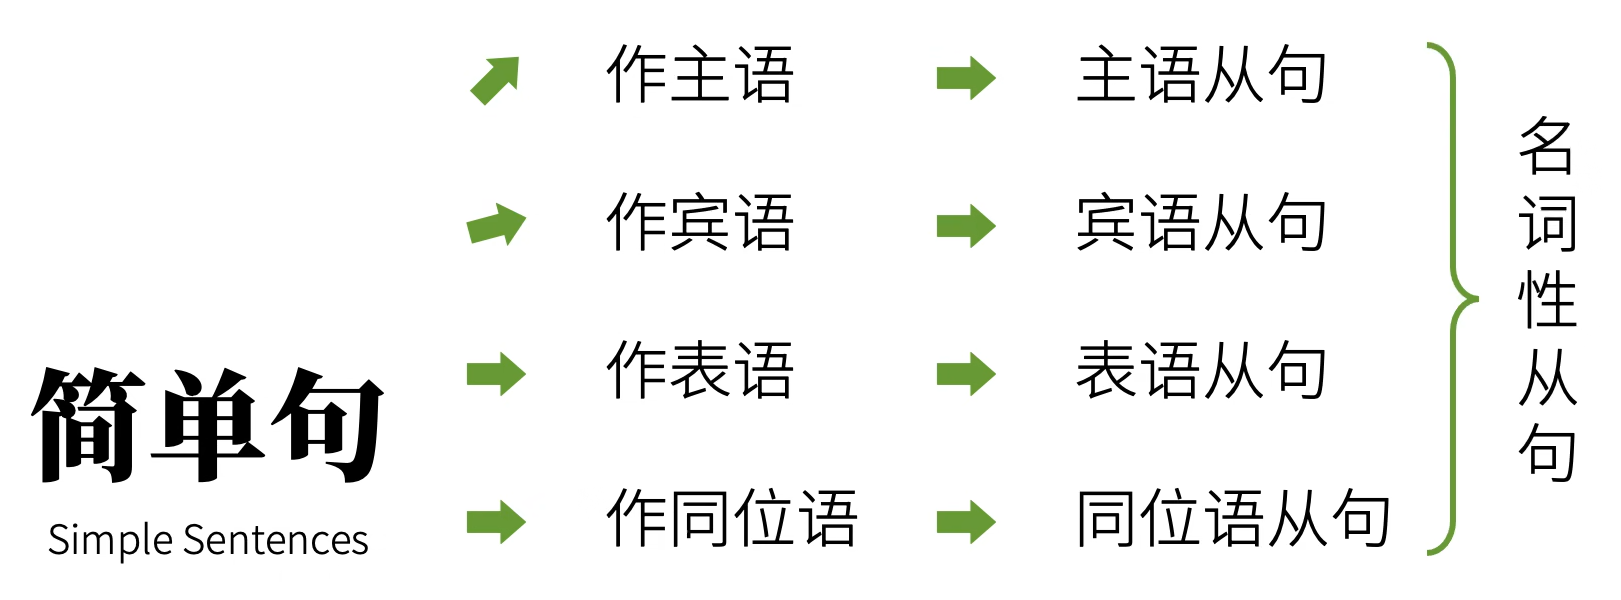 简单句
Simple Sentences
作主语
主语从句
作宾语
宾语从句
作表语
表语从句
作同位语
同位语从句
名词性从句